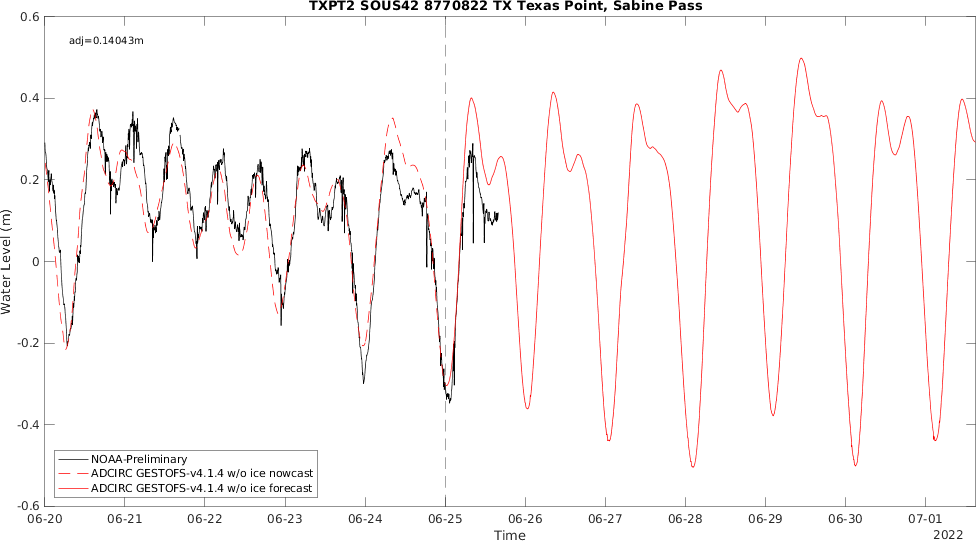 TXPT2 SOUS42 8770822 TX Texas Point, Sabine Pass
0.6
adj=0.14043m
0.4
0.2
0
-0.2
-0.4
-0.6
Water Level (m)
NOAA-Preliminary
ADCIRC GESTOFS-v4.1.4 w/o ice nowcast
ADCIRC GESTOFS-v4.1.4 w/o ice forecast
06-20 06-21 06-22 06-23 06-24 06-25 06-26 06-27 06-28 06-29 06-30 07-01
Time
2022